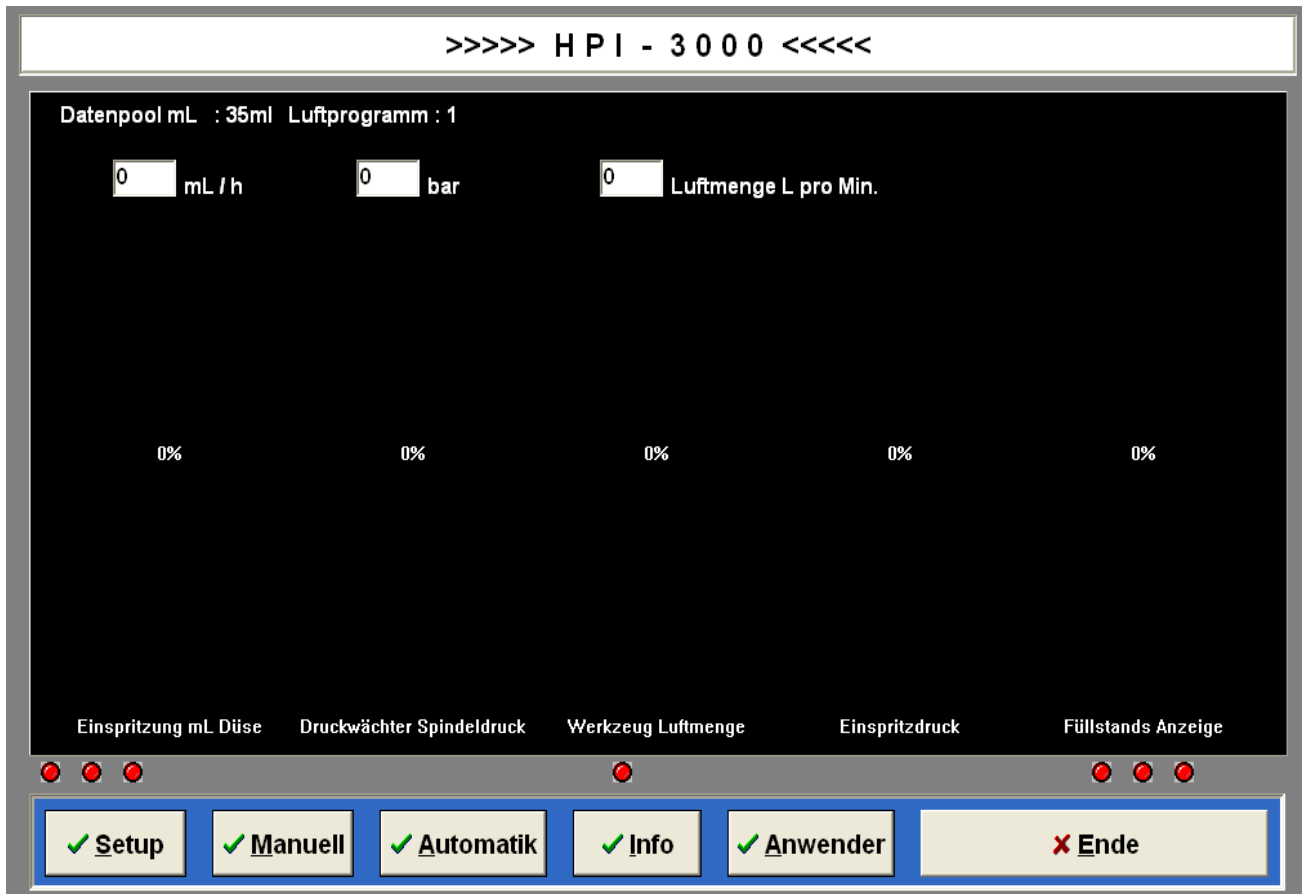 >>>>> H P I - 3 0 0 0 <<<<<
Datenpool mL : 35ml Luftprogramm : 1
0 mL / h 0 bar 0 Luftmenge L pro Min.
0% 0% 0% 0% 0%
Einspritzung mL Düse Druckwächter Spindeldruck Werkzeug Luftmenge Einspritzdruck Füllstands Anzeige
Setup Manuell Automatik Info Anwender Ende